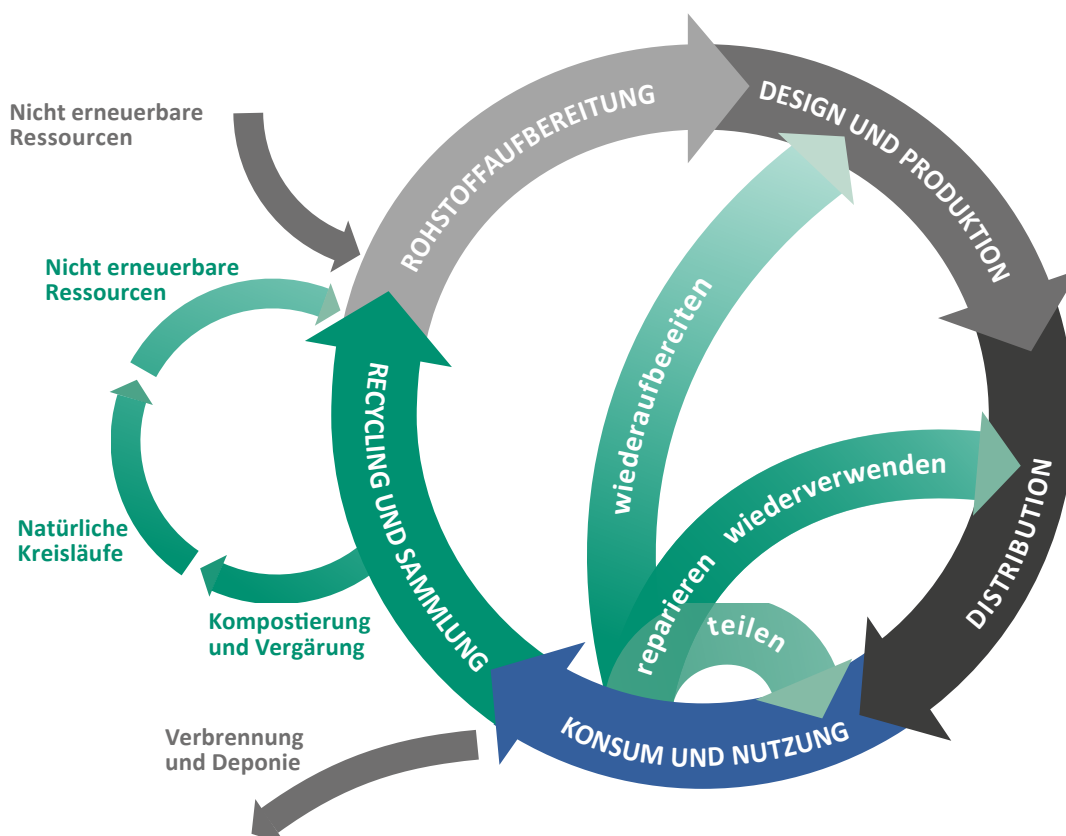 Nicht erneuerbare
Ressourcen
ROHSTOFFAUFBEREITUNG
DESIGN UND PRODUKTION
Nicht erneuerbare
Ressourcen
wiederaufbereiten
RECYCLING UND SAMMLUNG
reparieren wiederverwenden
DISTRIBUTION
Natürliche
Kreisläufe
teilen
Kompostierung
und Vergärung
KONSUM UND NUTZUNG
Verbrennung
und Deponie